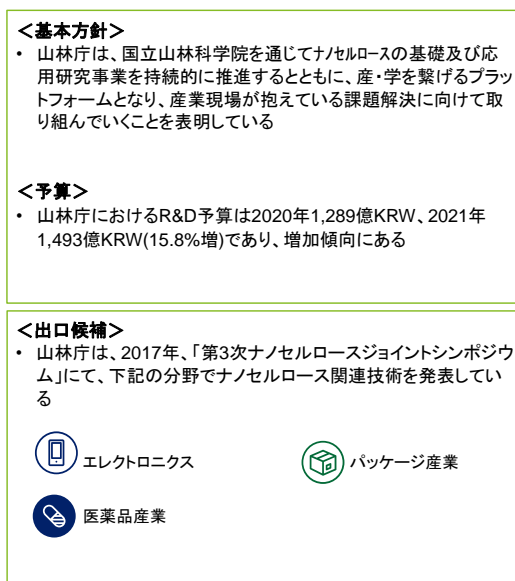 ＜基本方針＞
• 山林庁は、国立山林科学院を通じてﾅﾉｾﾙﾛｰｽの基礎及び応
用研究事業を持続的に推進するとともに、産・学を繋げるプラッ
トフォームとなり、産業現場が抱えている課題解決に向けて取
り組んでいくことを表明している
＜予算＞
• 山林庁におけるR&D予算は2020年1,289億KRW、2021年
1,493億KRW(15.8%増)であり、増加傾向にある
＜出口候補＞
• 山林庁は、2017年、「第3次ナノセルロースジョイントシンポジウ
ム」にて、下記の分野でナノセルロース関連技術を発表してい
る
エレクトロニクス
パッケージ産業
医薬品産業